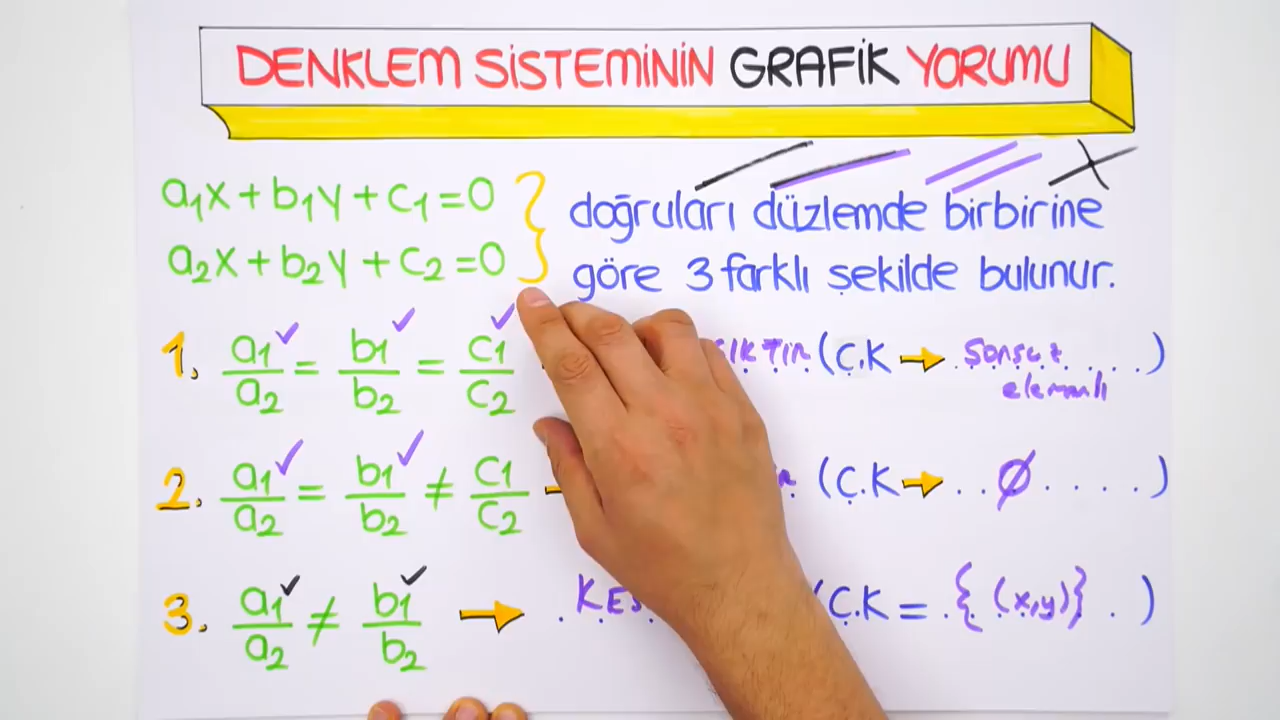 DENKLEM SİSTEMİNİN GRAFİK YORUMU
a₁x + b₁y + c₁ = 0
a₂x + b₂y + c₂ = 0
doğruları düzlemde birbirine
göre 3 farklı şekilde bulunur.
1. a₁/a₂ = b₁/b₂ = c₁/c₂ (Ç.K → Sonsuz
elemanlı)
2. a₁/a₂ = b₁/b₂ ≠ c₁/c₂ → (Ç.K → ∅)
3. a₁/a₂ ≠ b₁/b₂ → (Ç.K = {(x,y)})